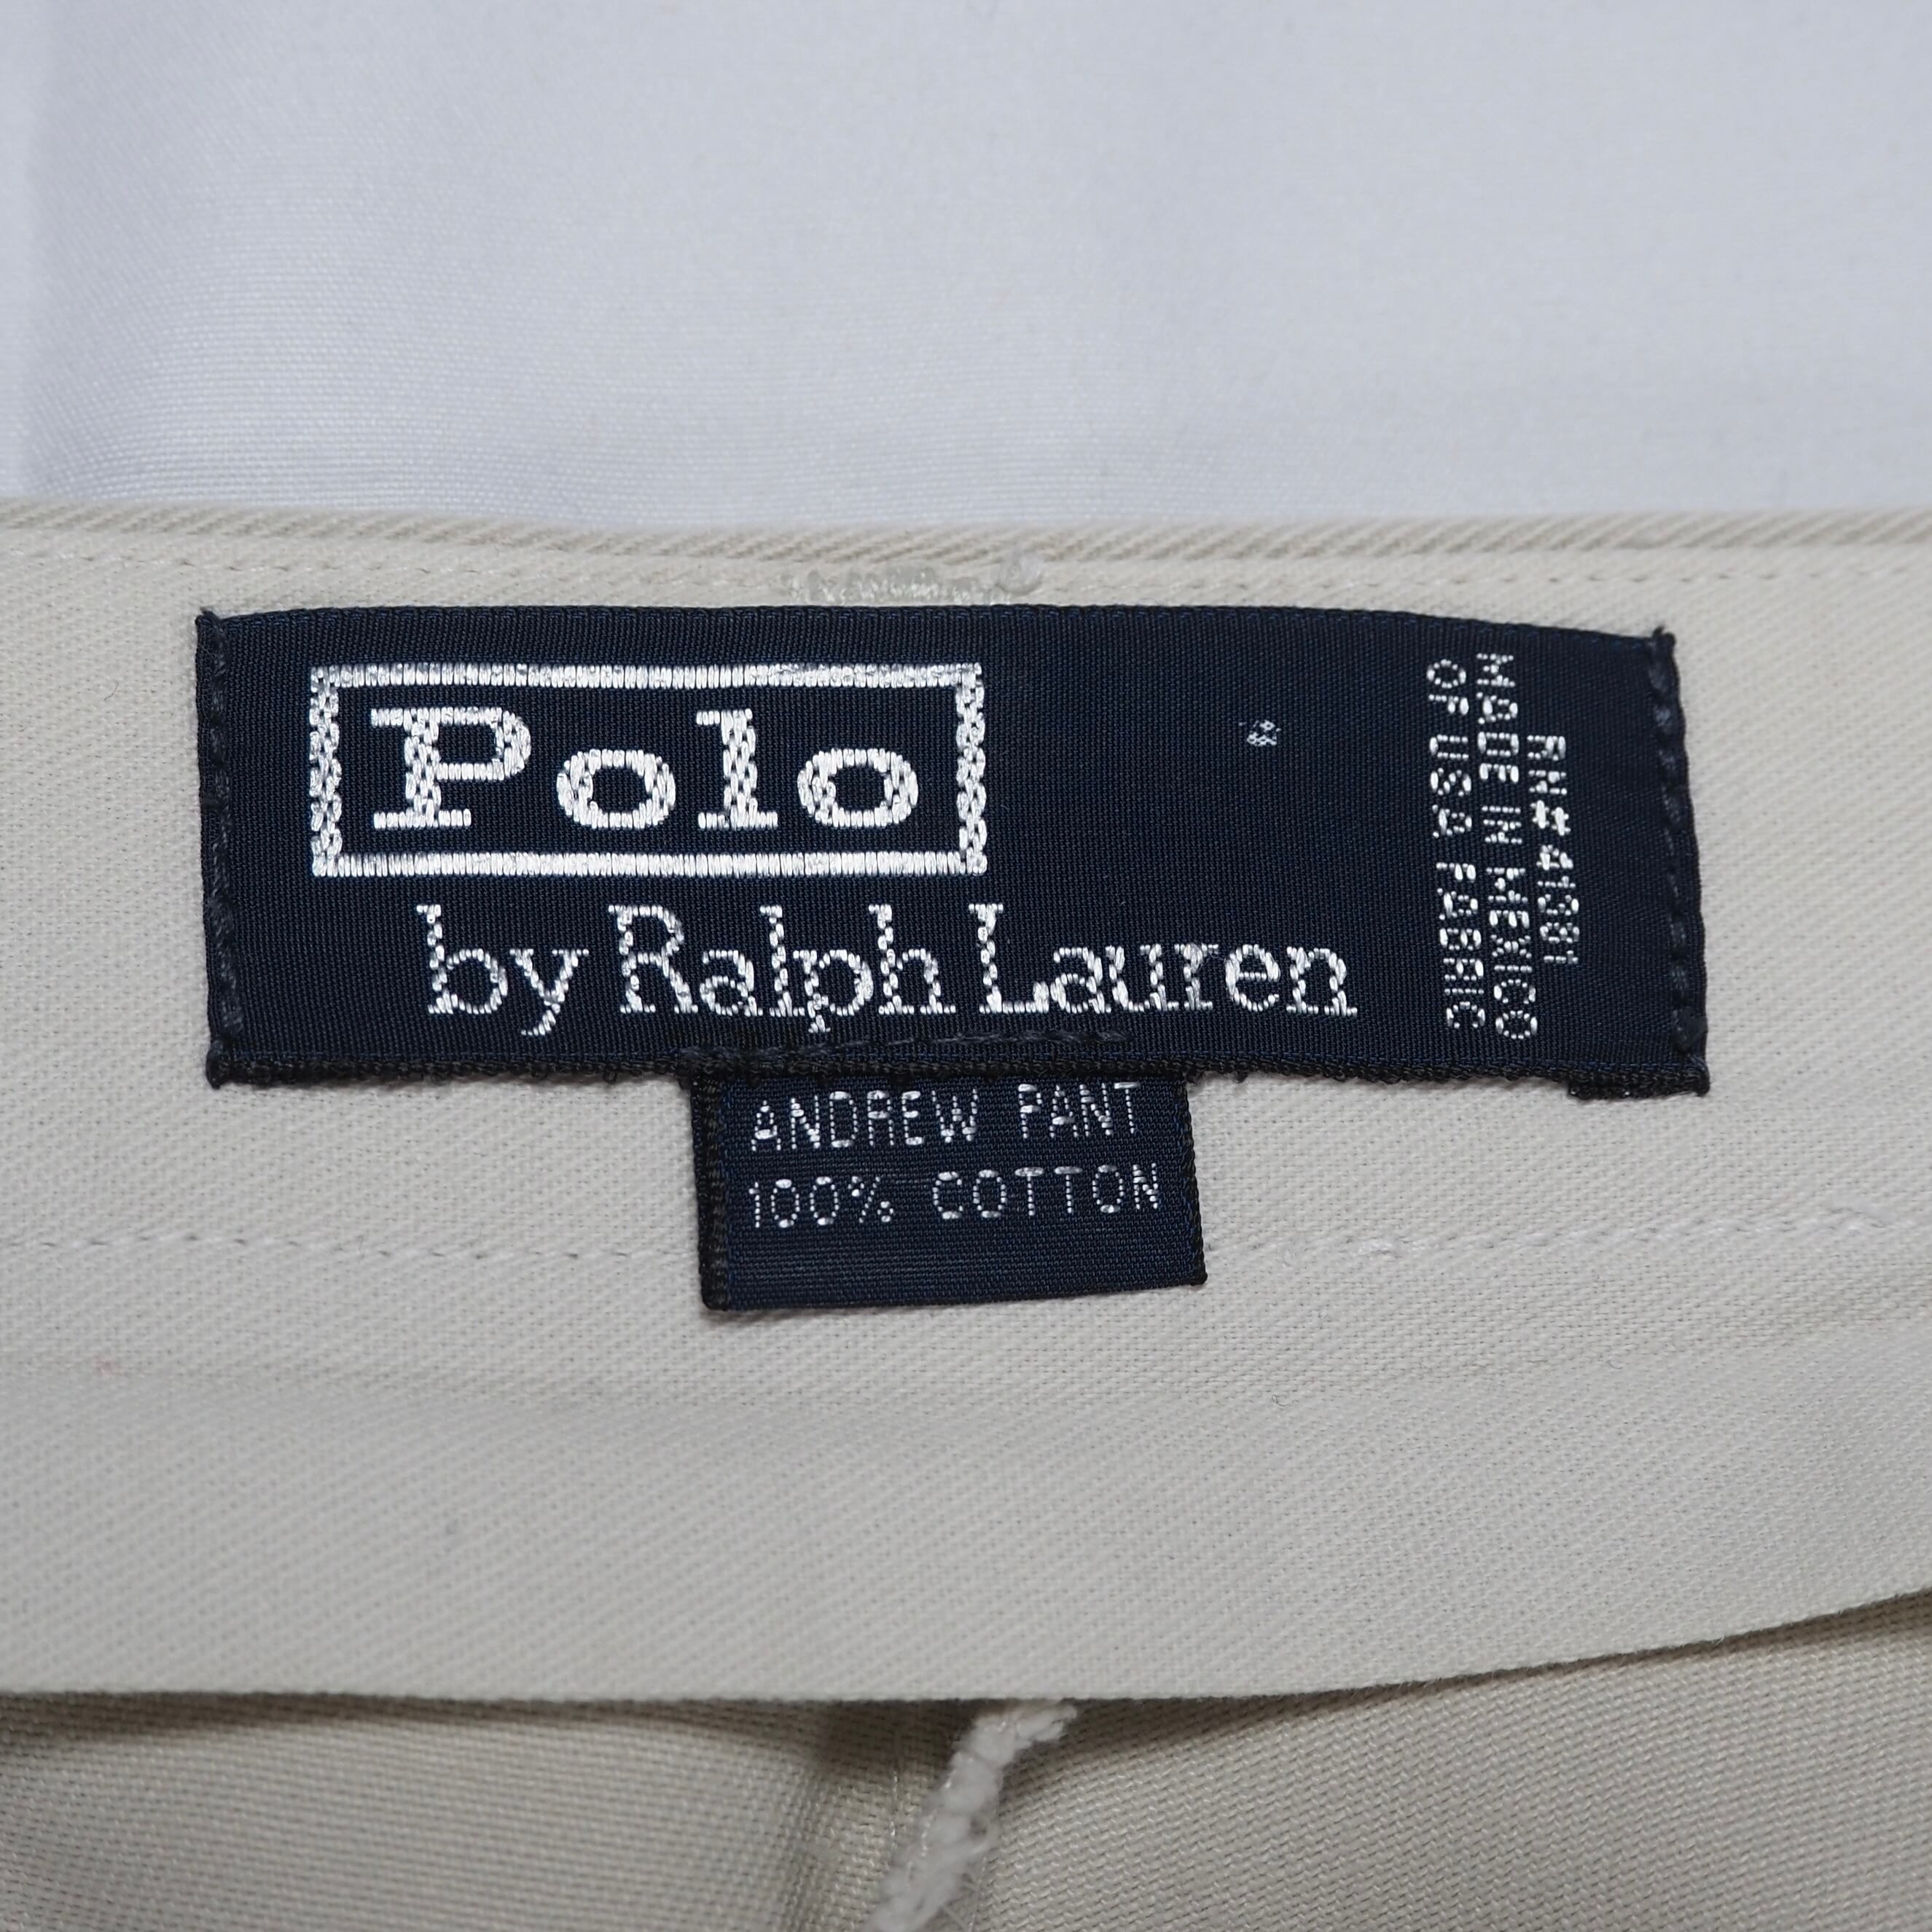 Polo
by Ralph Lauren
RN#41381
MADE IN MEXICO
OF USA FABRIC
ANDREW PANT
100% COTTON